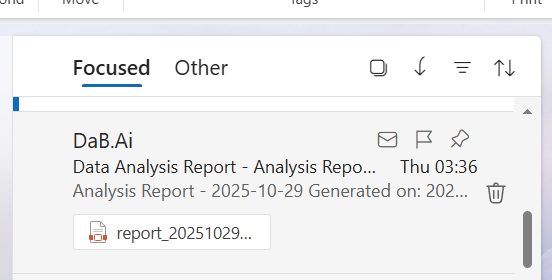 Move
Tags
Print
Focused
Other
DaB.Ai
Data Analysis Report - Analysis Repo... Thu 03:36
Analysis Report - 2025-10-29 Generated on: 202...
report_20251029...